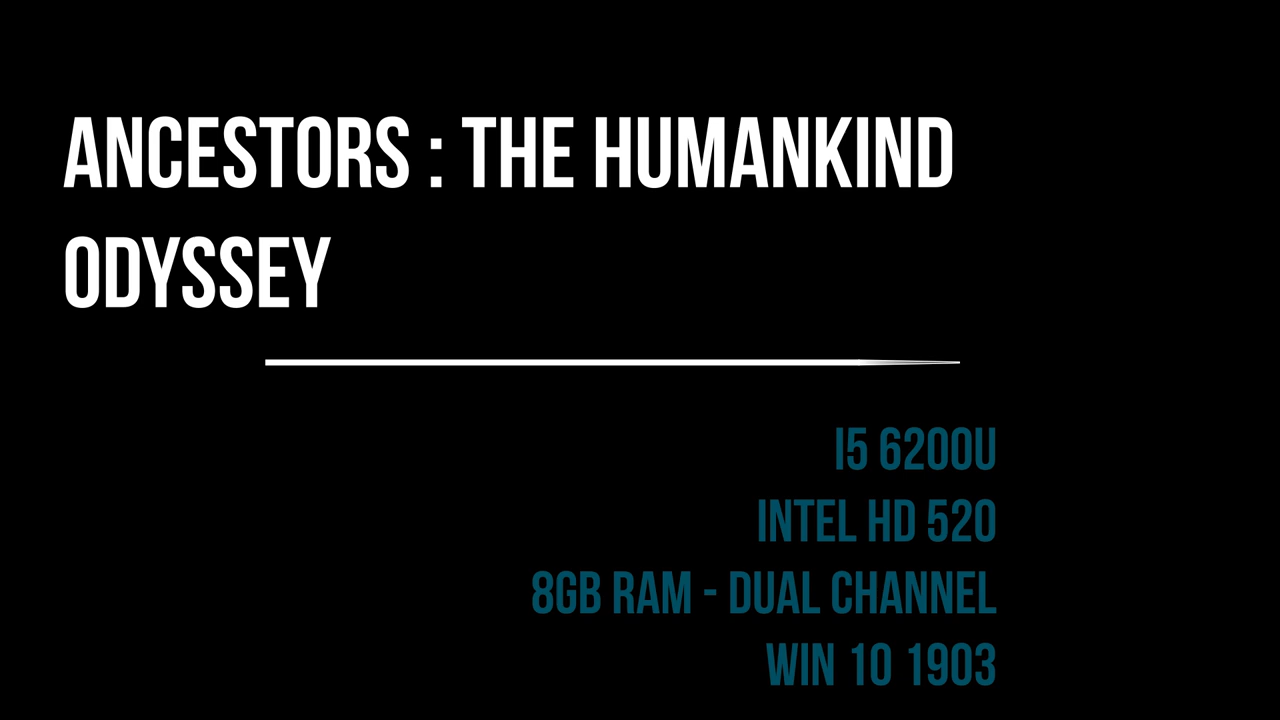 ANCESTORS : THE HUMANKIND
ODYSSEY
I5 6200U
INTEL HD 520
8GB RAM - DUAL CHANNEL
WIN 10 1903